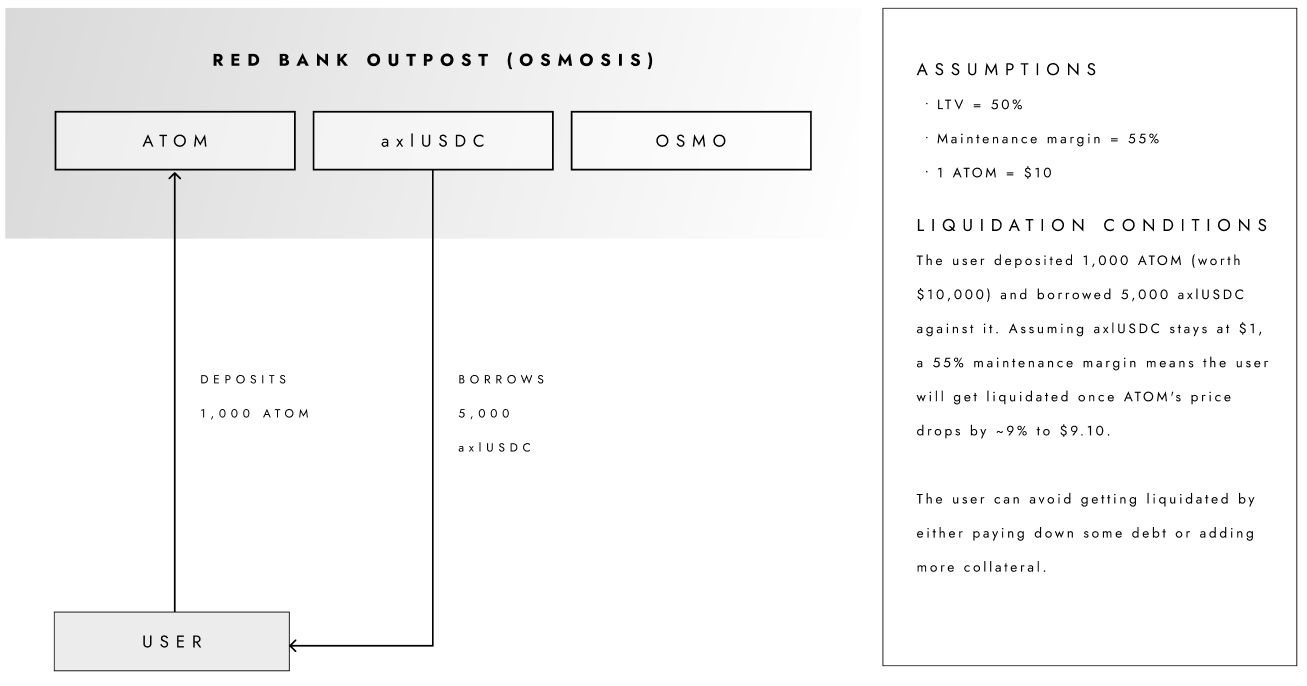 RED BANK OUTPOST (OSMOSIS)
ATOM
axlUSDC
OSMO
DEPOSITS
1,000 ATOM
BORROWS
5,000
axlUSDC
USER
ASSUMPTIONS
· LTV = 50%
· Maintenance margin = 55%
· 1 ATOM = $10
LIQUIDATION CONDITIONS
The user deposited 1,000 ATOM (worth
$10,000) and borrowed 5,000 axlUSDC
against it. Assuming axlUSDC stays at $1,
a 55% maintenance margin means the user
will get liquidated once ATOM's price
drops by ~9% to $9.10.
The user can avoid getting liquidated by
either paying down some debt or adding
more collateral.